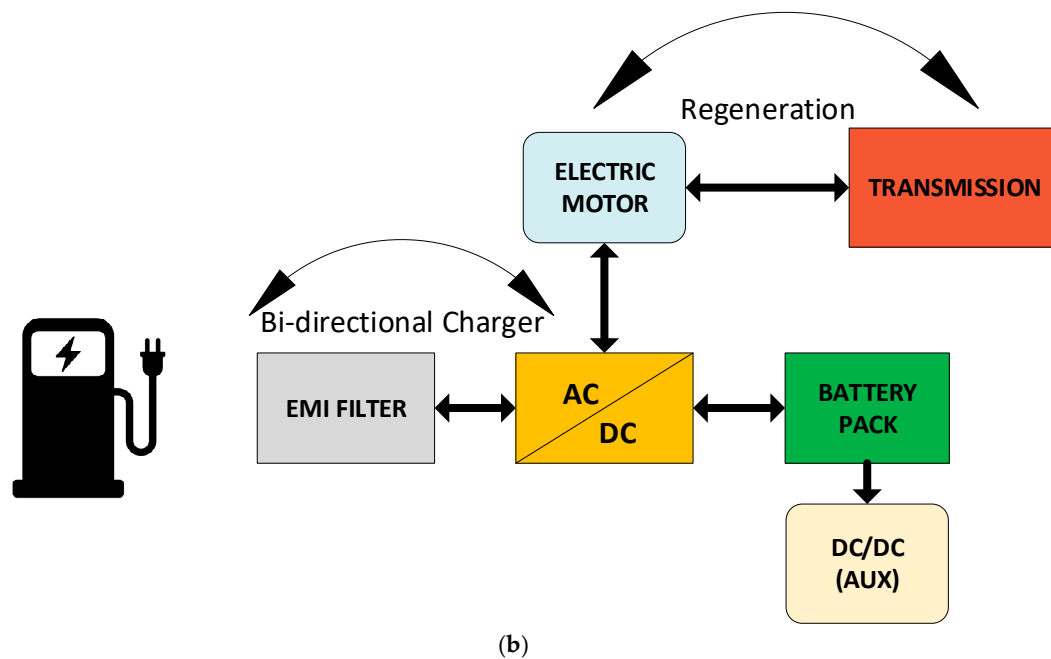 Regeneration
ELECTRIC
MOTOR
TRANSMISSION
Bi-directional Charger
EMI FILTER
AC
DC
BATTERY
PACK
DC/DC
(AUX)
(b)